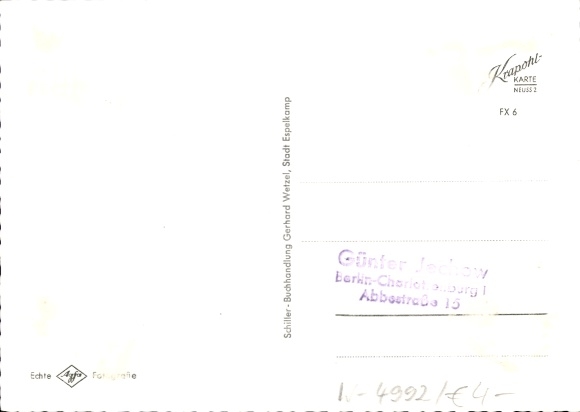 Krapohl-
KARTE
NEUSS 2
FX 6
Schiller-Buchhandlung Gerhard Wetzel, Stadt Espelkamp
Günter Jechow
Berlin-Charlottenburg 1
Abbestraße 15
Echte Agfa Fotografie
4992/€ 4-